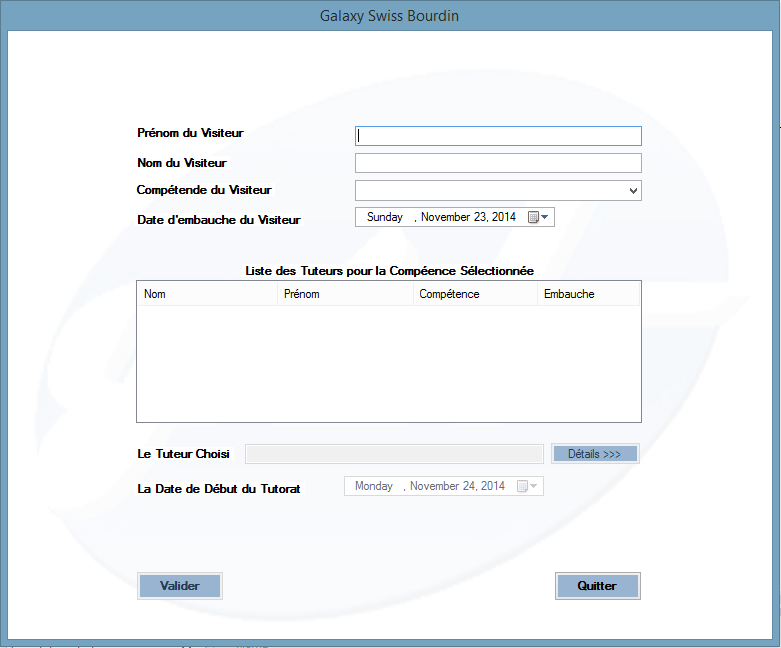 Galaxy Swiss Bourdin
Prénom du Visiteur
Nom du Visiteur
Compétende du Visiteur
Date d'embauche du Visiteur
Sunday , November 23, 2014
Liste des Tuteurs pour la Compéence Sélectionnée
Nom Prénom Compétence Embauche
Le Tuteur Choisi
Détails >>>
La Date de Début du Tutorat
Monday , November 24, 2014
Valider
Quitter